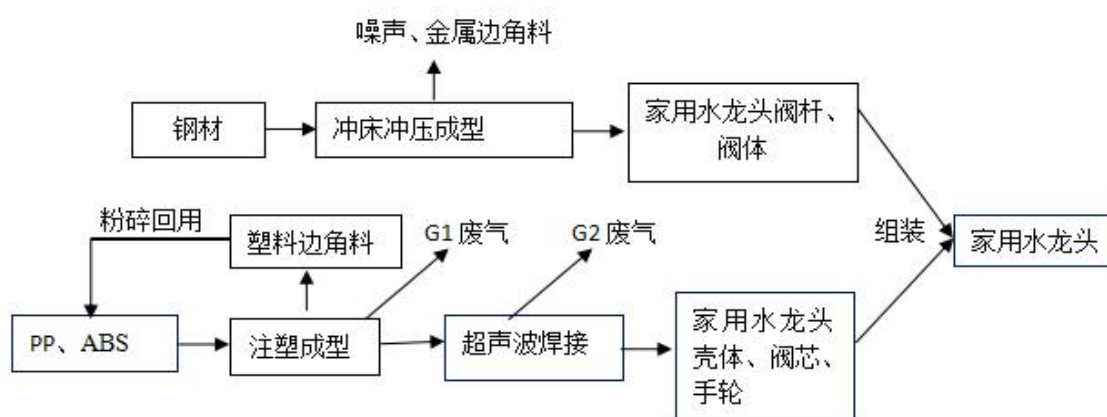 噪声、金属边角料
钢材
冲床冲压成型
家用水龙头阀杆、
阀体
粉碎回用
塑料边角料
G1 废气
G2 废气
组装
家用水龙头
PP、ABS
注塑成型
超声波焊接
家用水龙头
壳体、阀芯、
手轮